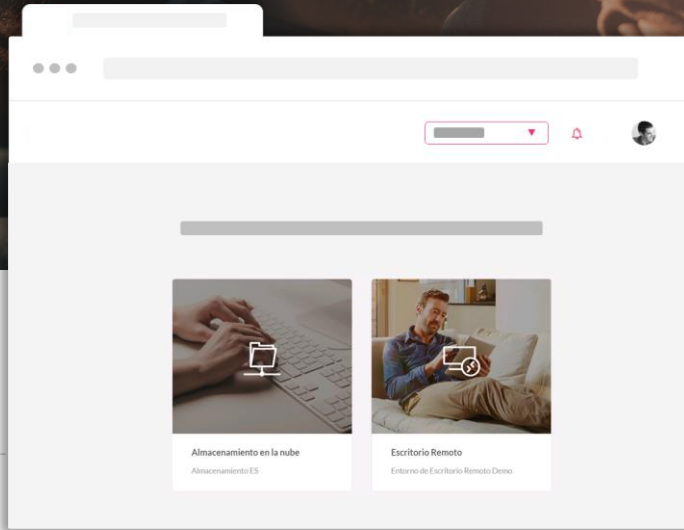 Almacenamiento en la nube
Almacenamiento ES
Escritorio Remoto
Entorno de Escritorio Remoto Demo